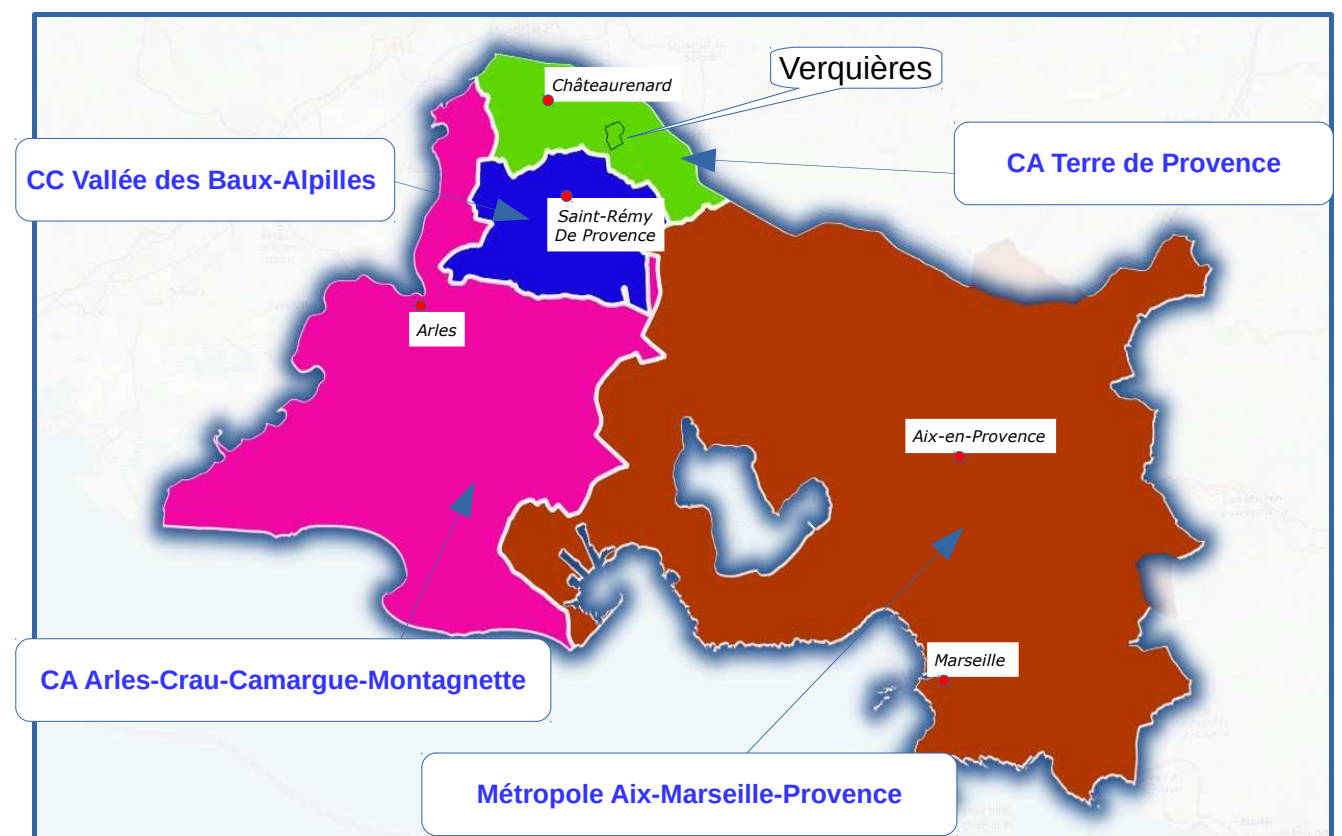 Verquières
Châteaurenard
CC Vallée des Baux-Alpilles
CA Terre de Provence
Saint-Rémy
De Provence
Arles
Aix-en-Provence
Marseille
CA Arles-Crau-Camargue-Montagnette
Métropole Aix-Marseille-Provence